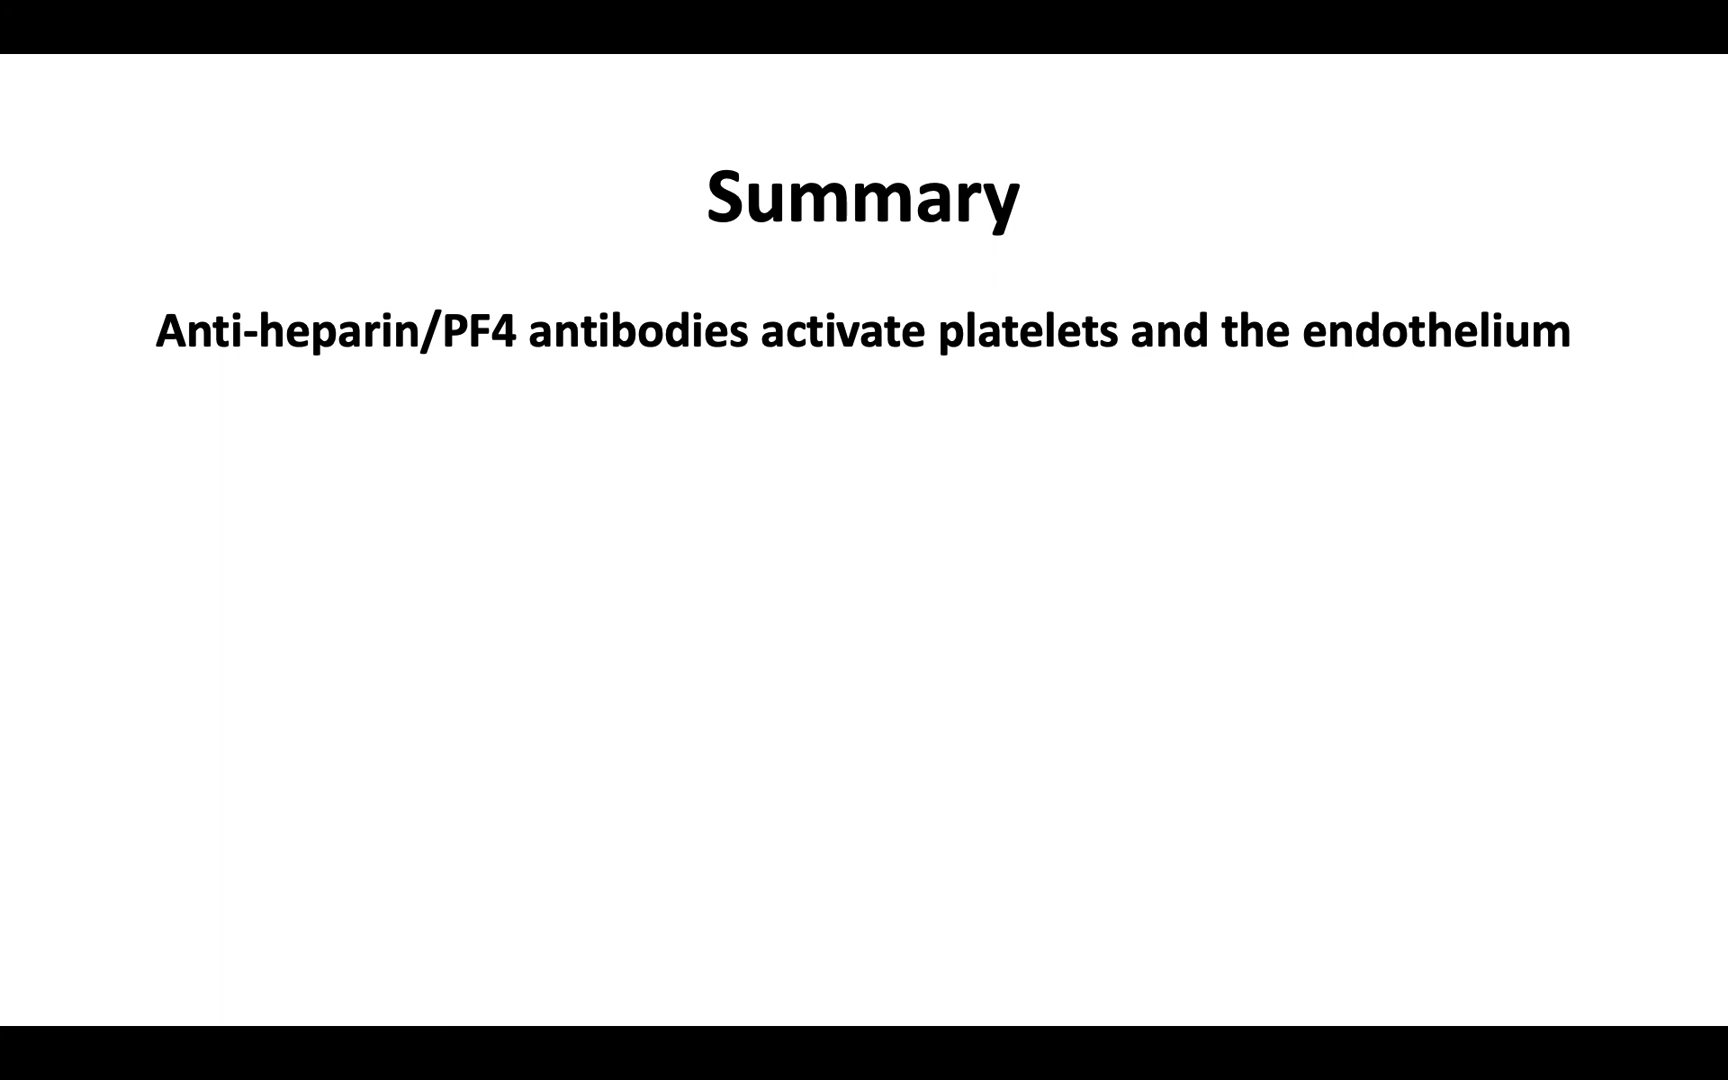 Summary
Anti-heparin/PF4 antibodies activate platelets and the endothelium